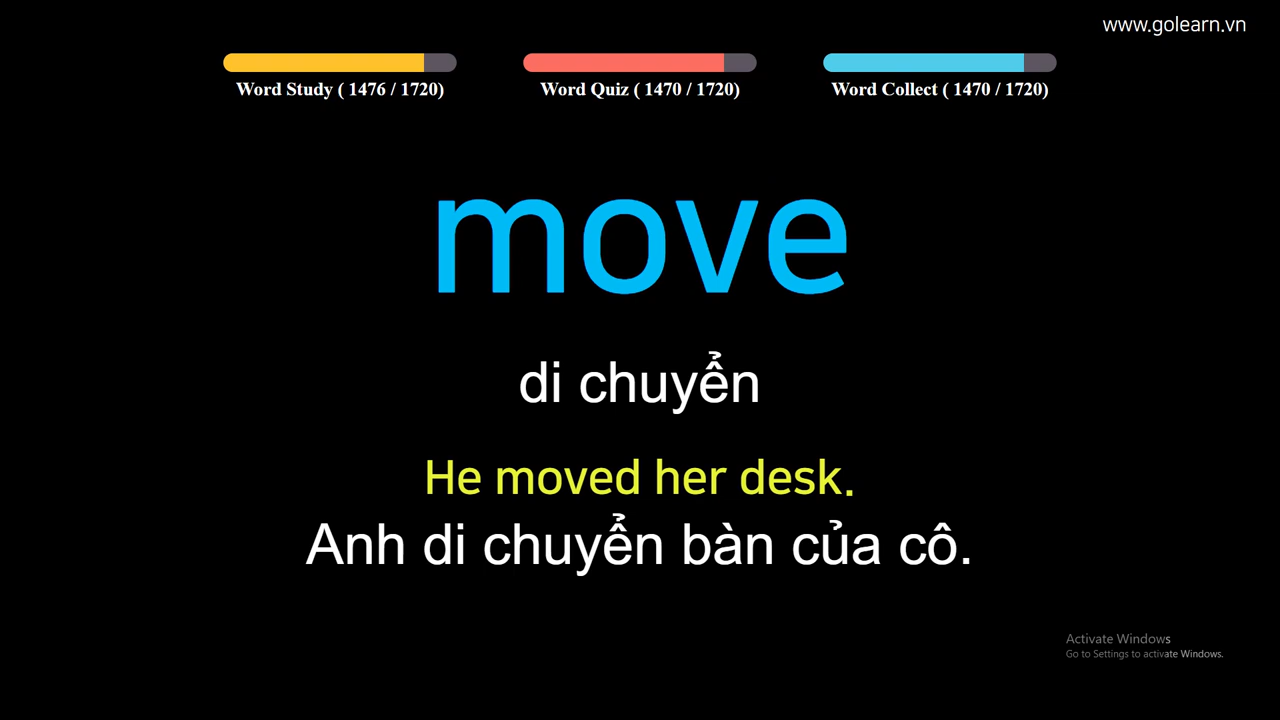 www.golearn.vn
Word Study ( 1476 / 1720)
Word Quiz ( 1470 / 1720)
Word Collect ( 1470 / 1720)
move
di chuyển
He moved her desk.
Anh di chuyển bàn của cô.
Activate Windows
Go to Settings to activate Windows.